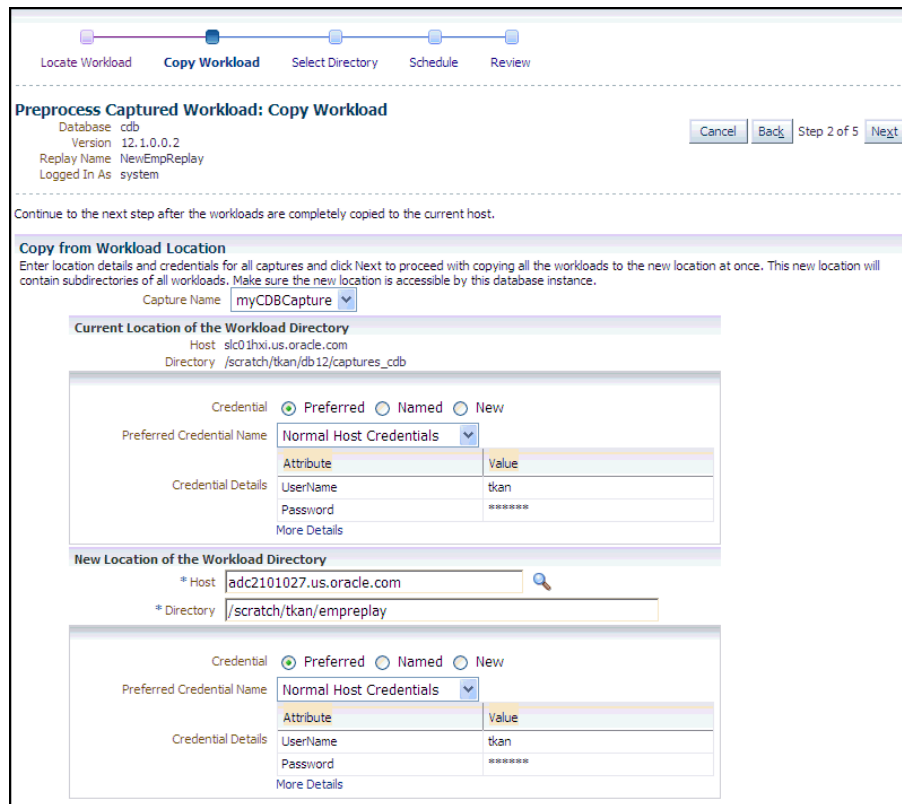 Locate Workload Copy Workload Select Directory Schedule Review
Preprocess Captured Workload: Copy Workload
Database cdb
Version 12.1.0.0.2
Replay Name NewEmpReplay
Logged In As system
Cancel Back Step 2 of 5 Next
Continue to the next step after the workloads are completely copied to the current host.
Copy from Workload Location
Enter location details and credentials for all captures and click Next to proceed with copying all the workloads to the new location at once. This new location will
contain subdirectories of all workloads. Make sure the new location is accessible by this database instance.
Capture Name myCDBCapture
Current Location of the Workload Directory
Host slc01hxi.us.oracle.com
Directory /scratch/tkan/db12/captures_cdb
Credential Preferred Named New
Preferred Credential Name Normal Host Credentials
Attribute Value
Credential Details UserName tkan
Password ******
More Details
New Location of the Workload Directory
* Host adc2101027.us.oracle.com
* Directory /scratch/tkan/empreplay
Credential Preferred Named New
Preferred Credential Name Normal Host Credentials
Attribute Value
Credential Details UserName tkan
Password ******
More Details